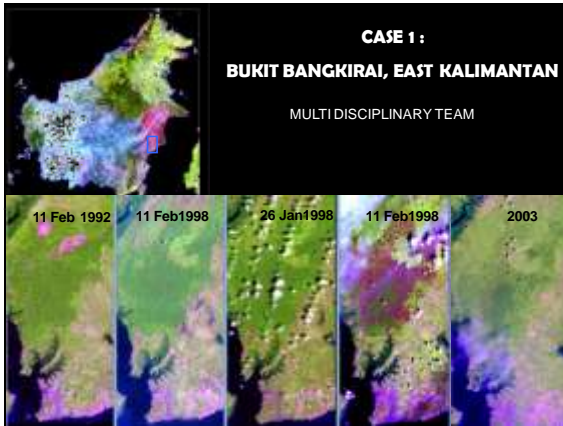 CASE 1 :
BUKIT BANGKIRAI, EAST KALIMANTAN
MULTI DISCIPLINARY TEAM
11 Feb 1992
11 Feb1998
26 Jan1998
11 Feb1998
2003